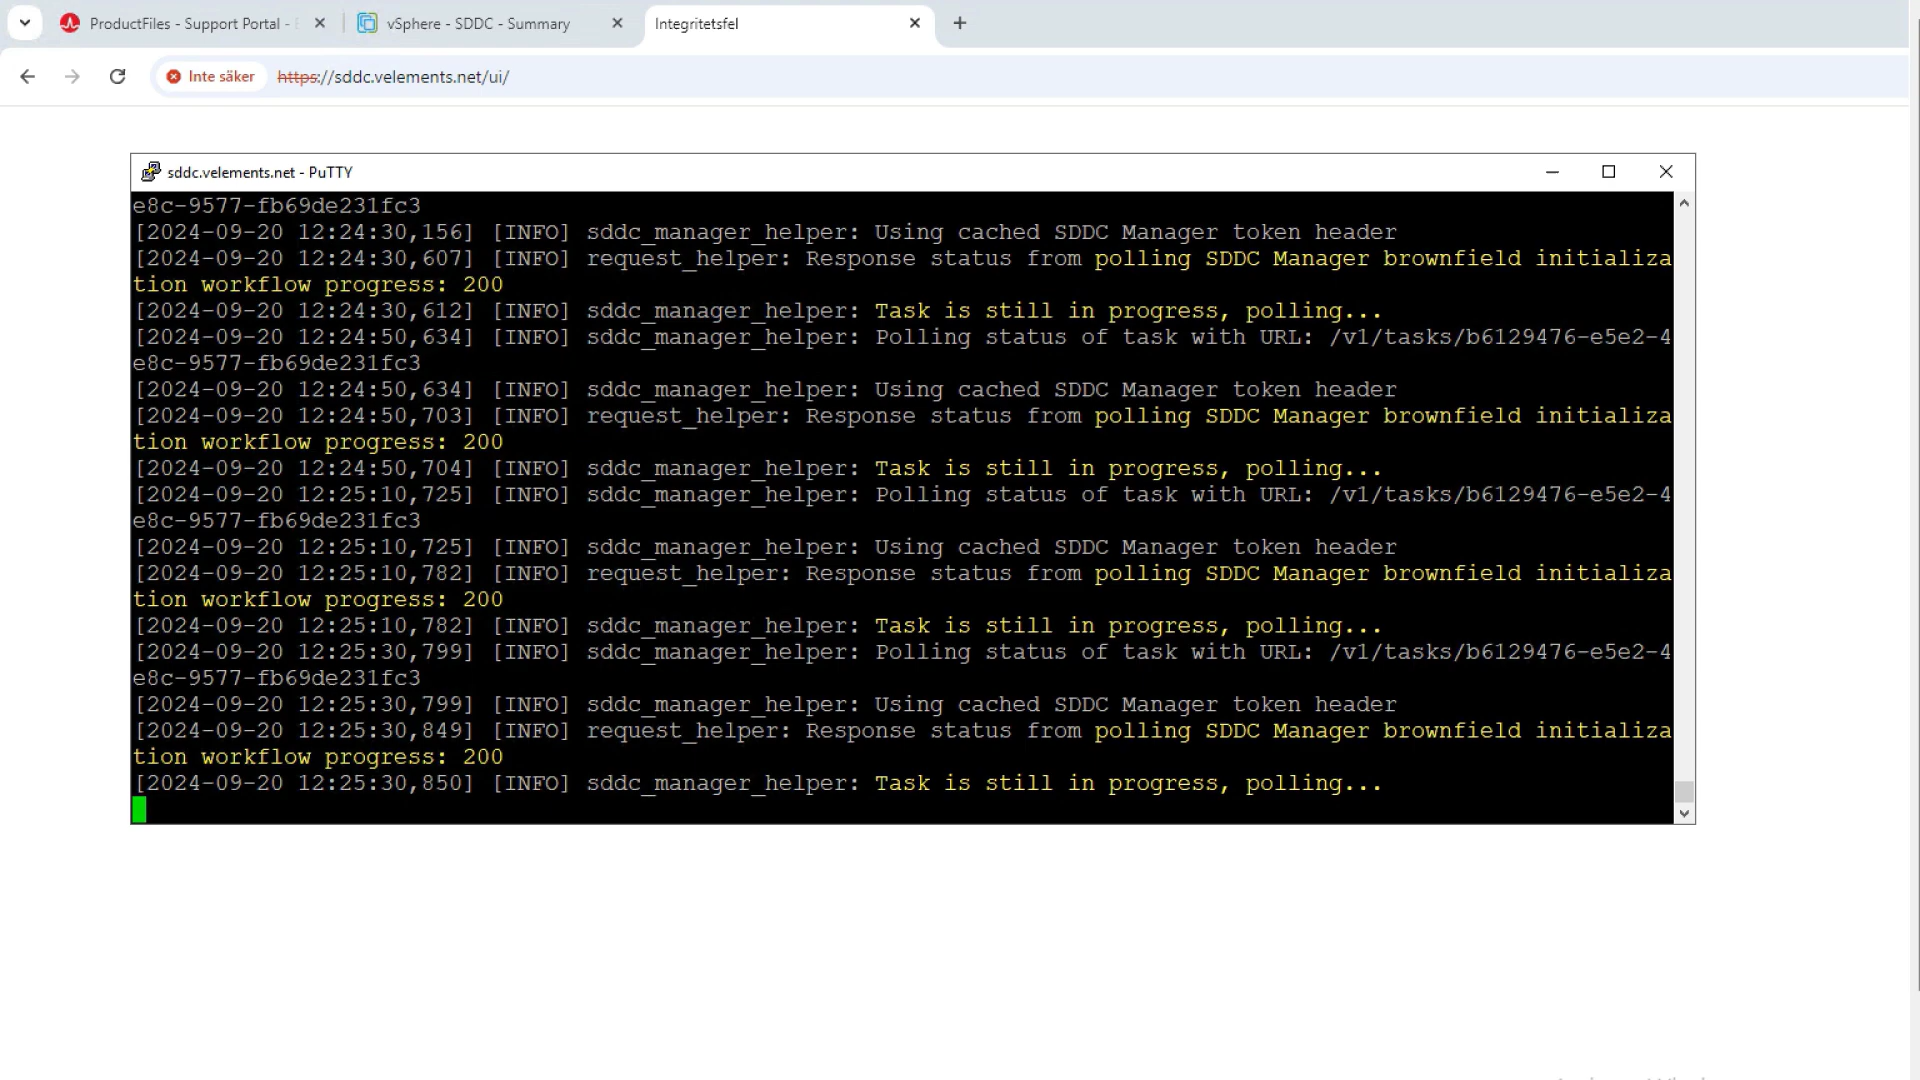 ProductFiles - Support Portal -
vSphere - SDDC - Summary
Integritetsfel
Inte säker
https://sddc.velements.net/ui/
sddc.velements.net - PuTTY
e8c-9577-fb69de231fc3
[2024-09-20 12:24:30,156] [INFO] sddc_manager_helper: Using cached SDDC Manager token header
[2024-09-20 12:24:30,607] [INFO] request_helper: Response status from polling SDDC Manager brownfield initializa
tion workflow progress: 200
[2024-09-20 12:24:30,612] [INFO] sddc_manager_helper: Task is still in progress, polling...
[2024-09-20 12:24:50,634] [INFO] sddc_manager_helper: Polling status of task with URL: /v1/tasks/b6129476-e5e2-4
e8c-9577-fb69de231fc3
[2024-09-20 12:24:50,634] [INFO] sddc_manager_helper: Using cached SDDC Manager token header
[2024-09-20 12:24:50,703] [INFO] request_helper: Response status from polling SDDC Manager brownfield initializa
tion workflow progress: 200
[2024-09-20 12:24:50,704] [INFO] sddc_manager_helper: Task is still in progress, polling...
[2024-09-20 12:25:10,725] [INFO] sddc_manager_helper: Polling status of task with URL: /v1/tasks/b6129476-e5e2-4
e8c-9577-fb69de231fc3
[2024-09-20 12:25:10,725] [INFO] sddc_manager_helper: Using cached SDDC Manager token header
[2024-09-20 12:25:10,782] [INFO] request_helper: Response status from polling SDDC Manager brownfield initializa
tion workflow progress: 200
[2024-09-20 12:25:10,782] [INFO] sddc_manager_helper: Task is still in progress, polling...
[2024-09-20 12:25:30,799] [INFO] sddc_manager_helper: Polling status of task with URL: /v1/tasks/b6129476-e5e2-4
e8c-9577-fb69de231fc3
[2024-09-20 12:25:30,799] [INFO] sddc_manager_helper: Using cached SDDC Manager token header
[2024-09-20 12:25:30,849] [INFO] request_helper: Response status from polling SDDC Manager brownfield initializa
tion workflow progress: 200
[2024-09-20 12:25:30,850] [INFO] sddc_manager_helper: Task is still in progress, polling...